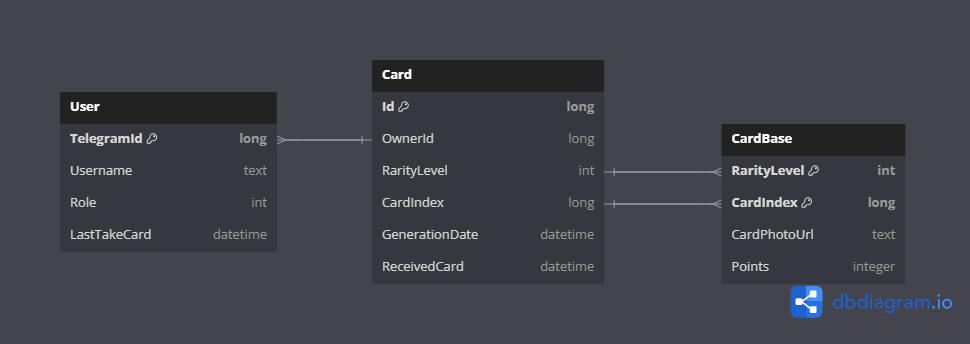 User
TelegramId long
Username text
Role int
LastTakeCard datetime
Card
Id long
OwnerId long
RarityLevel int
CardIndex long
GenerationDate datetime
ReceivedCard datetime
CardBase
RarityLevel int
CardIndex long
CardPhotoUrl text
Points integer
dbdiagram.io